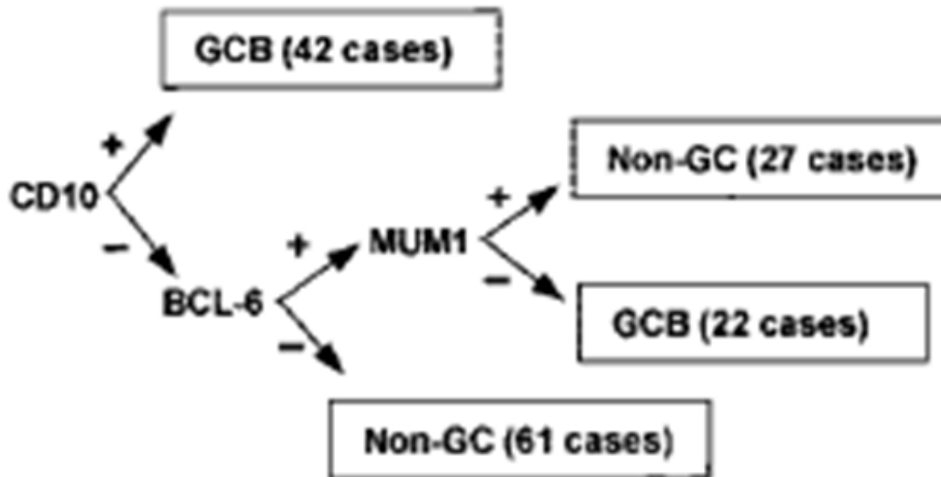 GCB (42 cases)
+
Non-GC (27 cases)
CD10
+
−
+
MUM1
−
BCL-6
−
GCB (22 cases)
Non-GC (61 cases)